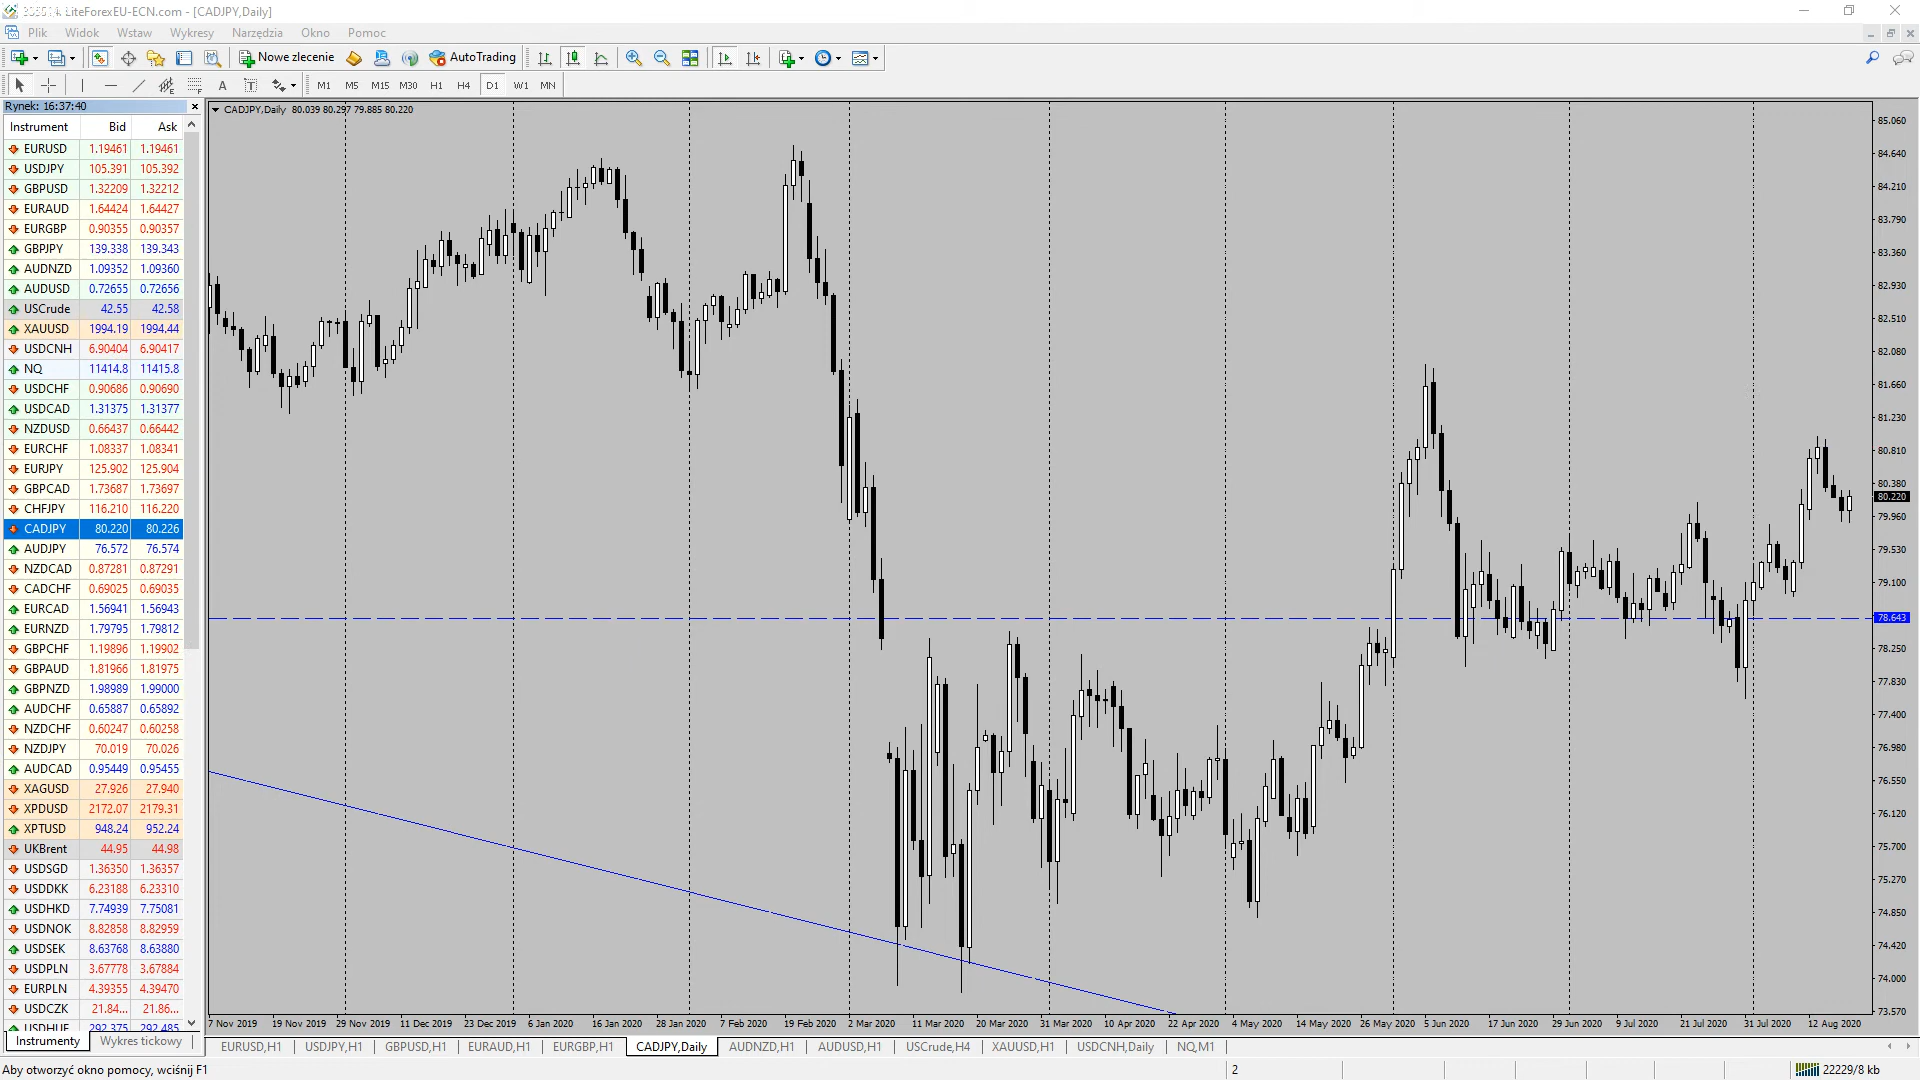 LiteForexEU-ECN.com - [CADJPY,Daily]
Plik Widok Wstaw Wykresy Narzędzia Okno Pomoc
Nowe zlecenie AutoTrading
A T M1 M5 M15 M30 H1 H4 D1 W1 MN
Rynek: 16:37:40
CADJPY,Daily 80.039 80.297 79.885 80.220
Instrument Bid Ask
EURUSD 1.19461 1.19461
USDJPY 105.391 105.392
GBPUSD 1.32209 1.32212
EURAUD 1.64424 1.64427
EURGBP 0.90355 0.90357
GBPJPY 139.338 139.343
AUDNZD 1.09352 1.09360
AUDUSD 0.72655 0.72656
USCrude 42.55 42.58
XAUUSD 1994.19 1994.44
USDCNH 6.90404 6.90417
NQ 11414.8 11415.8
USDCHF 0.90686 0.90690
USDCAD 1.31375 1.31377
NZDUSD 0.66437 0.66442
EURCHF 1.08337 1.08341
EURJPY 125.902 125.904
GBPCAD 1.73687 1.73697
CHFJPY 116.210 116.220
CADJPY 80.220 80.226
AUDJPY 76.572 76.574
NZDCAD 0.87281 0.87291
CADCHF 0.69025 0.69035
EURCAD 1.56941 1.56943
EURNZD 1.79795 1.79812
GBPCHF 1.19896 1.19902
GBPAUD 1.81966 1.81975
GBPNZD 1.98989 1.99000
AUDCHF 0.65887 0.65892
NZDCHF 0.60247 0.60258
NZDJPY 70.019 70.026
AUDCAD 0.95449 0.95455
XAGUSD 27.926 27.940
XPDUSD 2172.07 2179.31
XPTUSD 948.24 952.24
UKBrent 44.95 44.98
USDSGD 1.36350 1.36357
USDDKK 6.23188 6.23310
USDHKD 7.74939 7.75081
USDNOK 8.82858 8.82959
USDSEK 8.63768 8.63880
USDPLN 3.67778 3.67884
EURPLN 4.39355 4.39470
USDCZK 21.84... 21.86...
USDHUF 292.375 292.485
Instrumenty Wykres tickowy
85.060
84.640
84.210
83.790
83.360
82.930
82.510
82.080
81.660
81.230
80.810
80.380
80.220
79.960
79.530
79.100
78.643
78.250
77.830
77.400
76.980
76.550
76.120
75.700
75.270
74.850
74.420
74.000
73.570
7 Nov 2019 19 Nov 2019 29 Nov 2019 11 Dec 2019 23 Dec 2019 6 Jan 2020 16 Jan 2020 28 Jan 2020 7 Feb 2020 19 Feb 2020 2 Mar 2020 11 Mar 2020 20 Mar 2020 31 Mar 2020 10 Apr 2020 22 Apr 2020 4 May 2020 14 May 2020 26 May 2020 5 Jun 2020 17 Jun 2020 29 Jun 2020 9 Jul 2020 21 Jul 2020 31 Jul 2020 12 Aug 2020
EURUSD,H1 USDJPY,H1 GBPUSD,H1 EURAUD,H1 EURGBP,H1 CADJPY,Daily AUDNZD,H1 AUDUSD,H1 USCrude,H4 XAUUSD,H1 USDCNH,Daily NQ,M1
Aby otworzyć okno pomocy, wciśnij F1 2 22229/8 kb